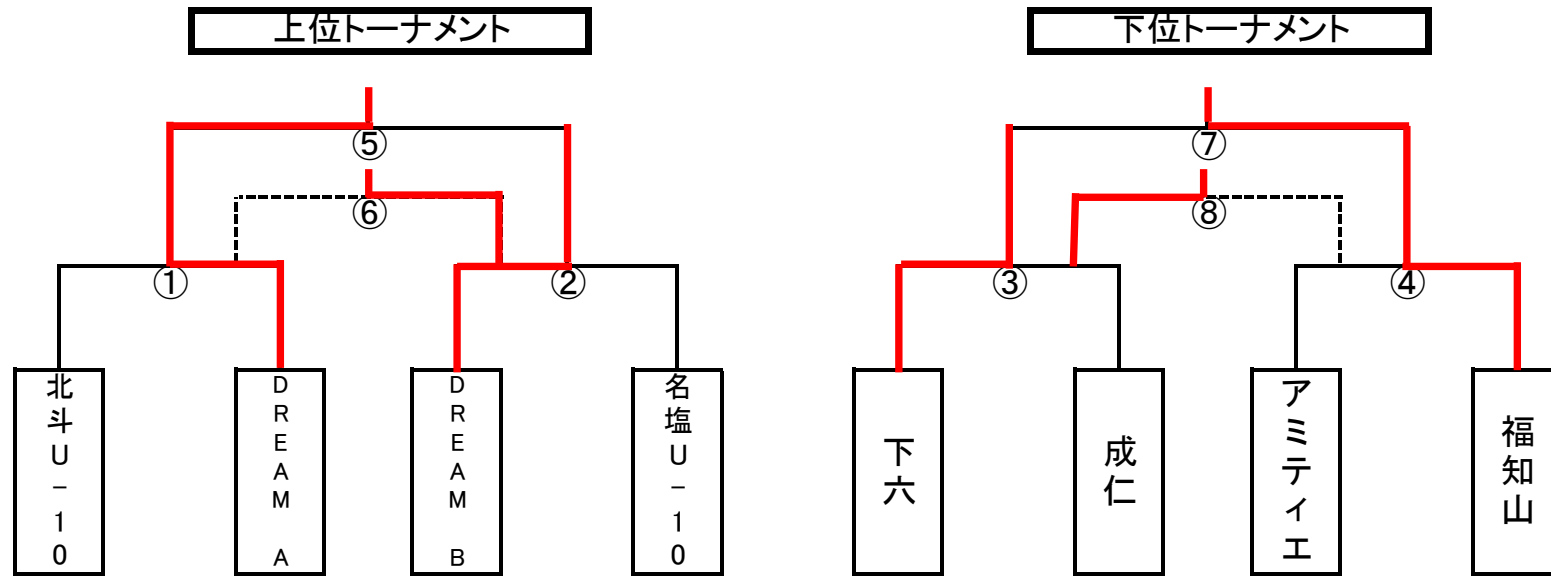 上位トーナメント
下位トーナメント
⑤
⑦
⑥
⑧
①
②
③
④
北斗U-10
DREAM A
DREAM B
名塩U-10
下六
成仁
アミティエ
福知山